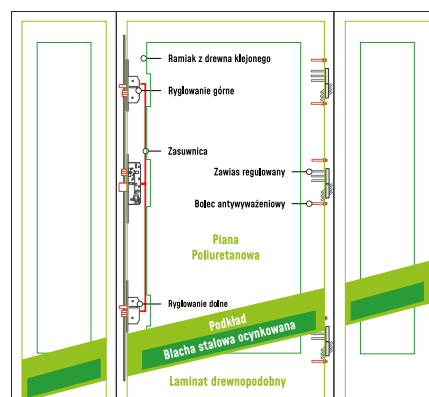 Ramiak z drewna klejonego
Ryglowanie górne
Zasuwnica
Zawias regulowany
Bolec antywyważeniowy
Piana
Poliuretanowa
Ryglowanie dolne
Podkład
Blacha stalowa ocynkowana
Laminat drewnopodobny